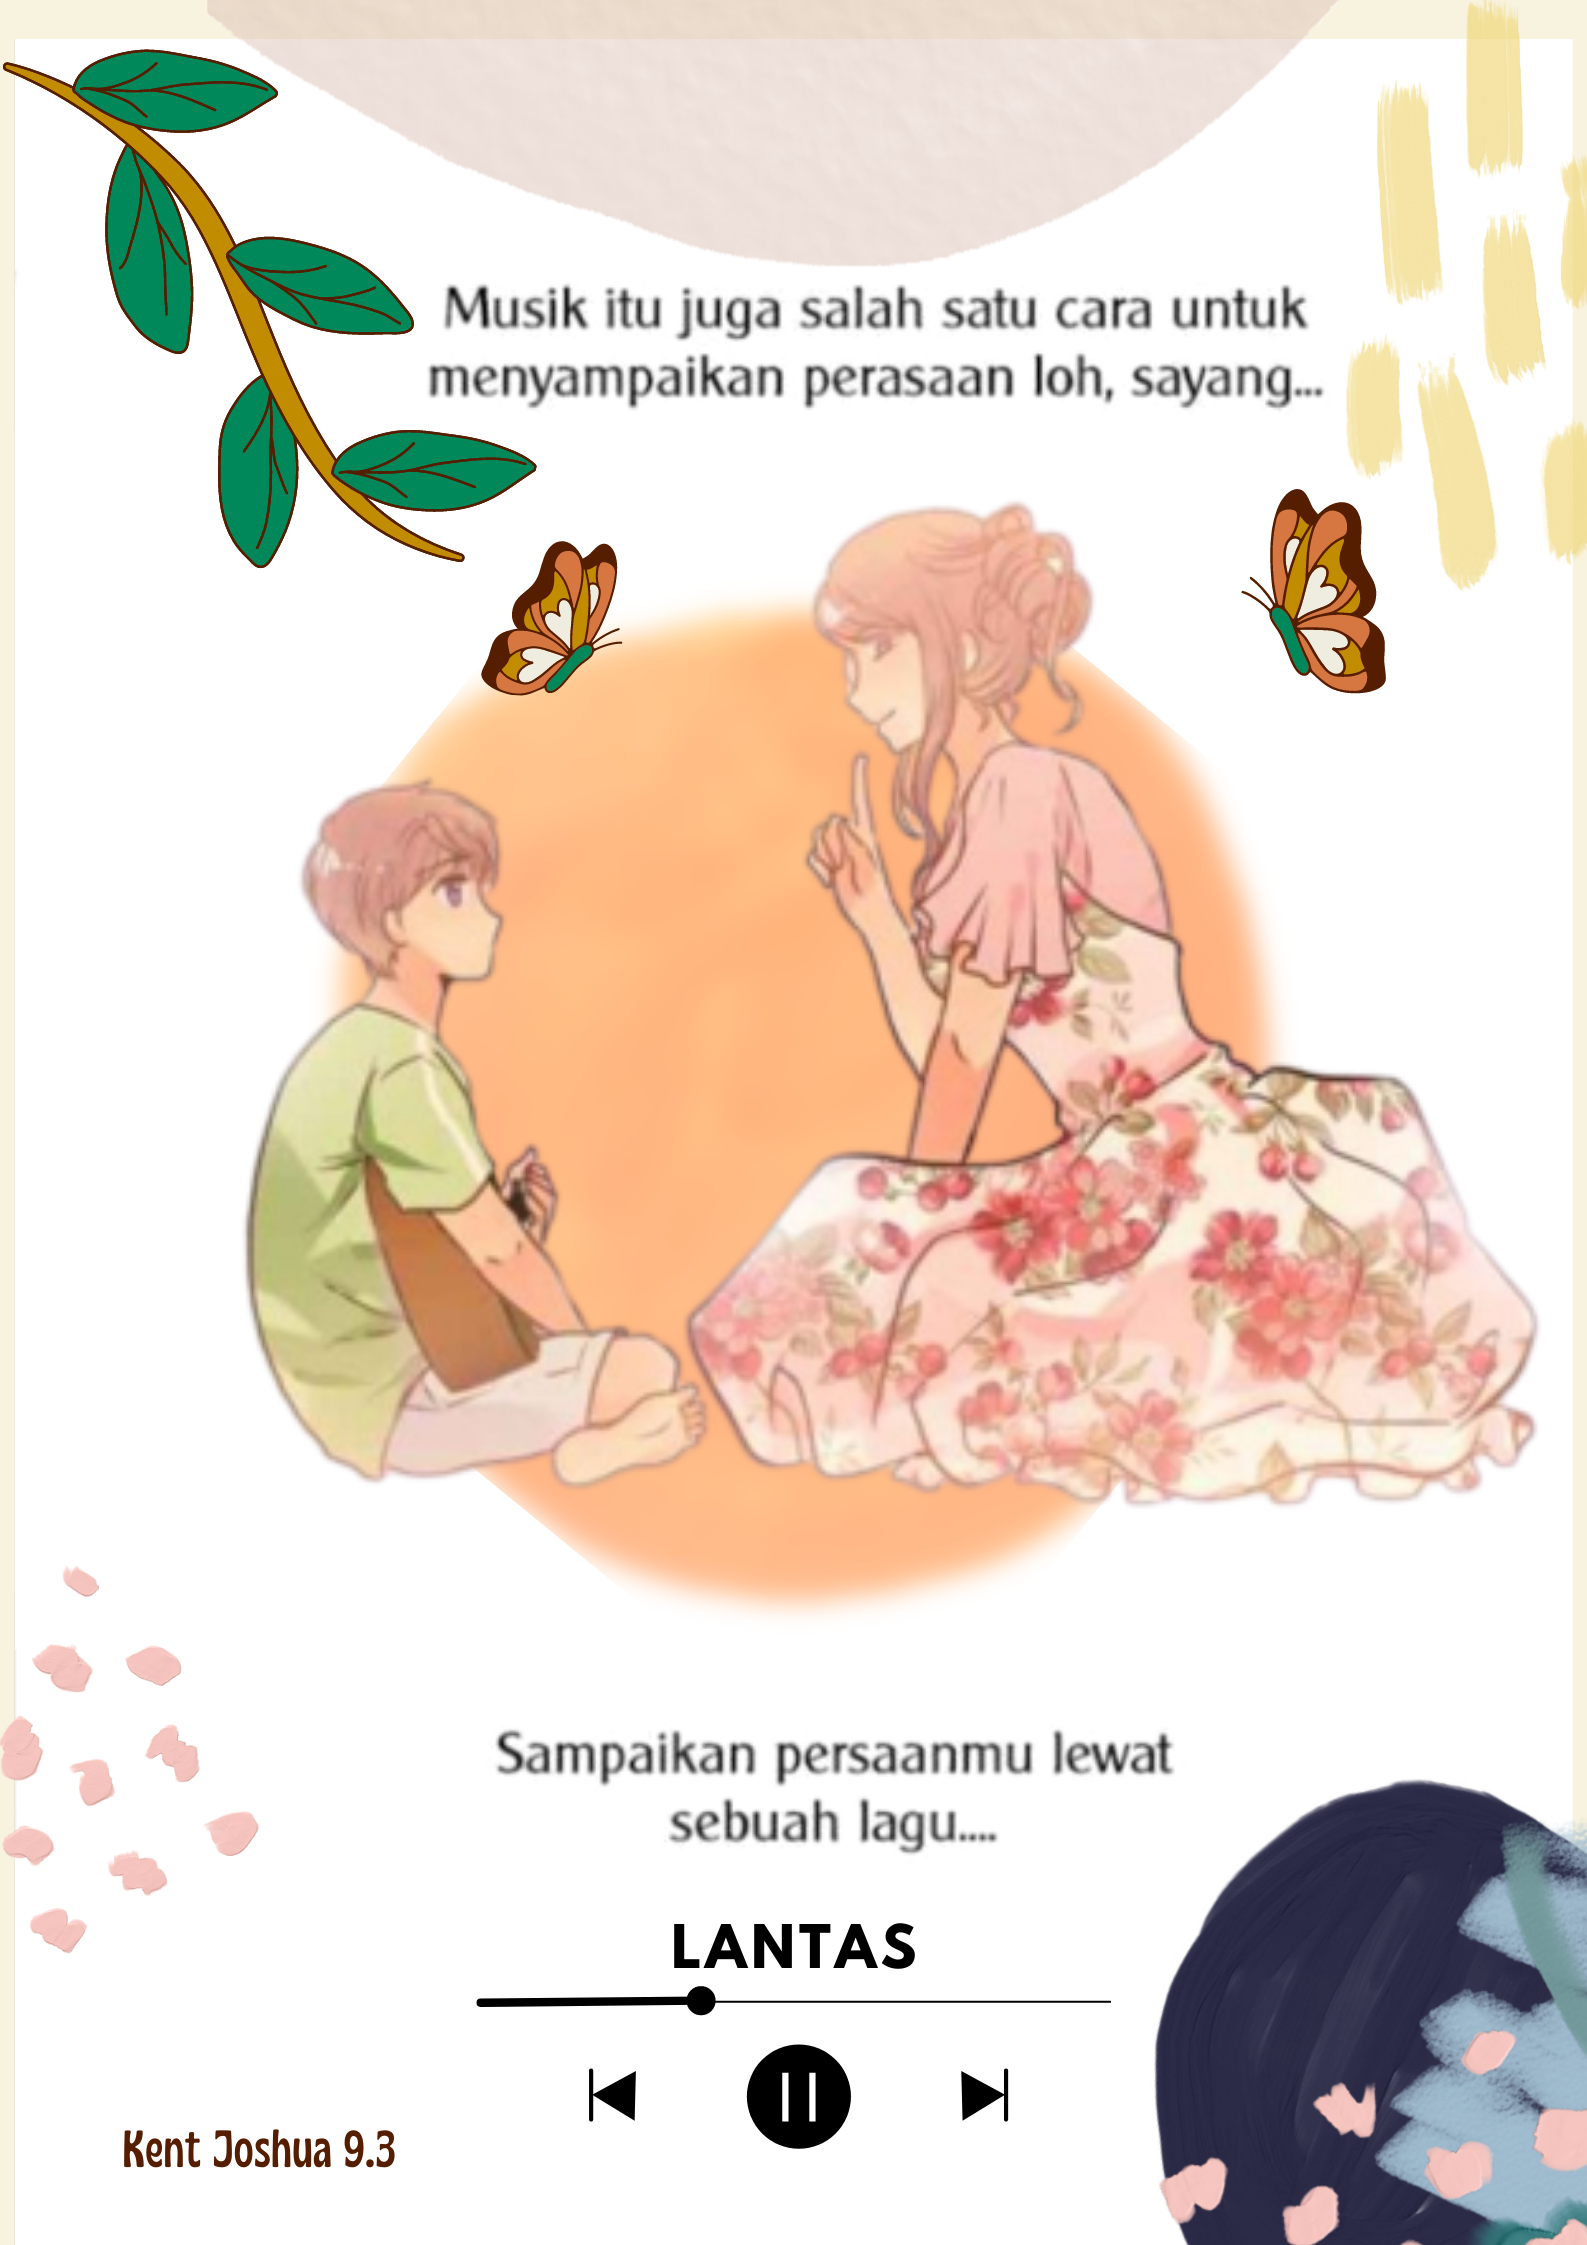 Musik itu juga salah satu cara untuk
menyampaikan perasaan loh, sayang...
Sampaikan persaanmu lewat
sebuah lagu....
LANTAS
Kent Joshua 9.3